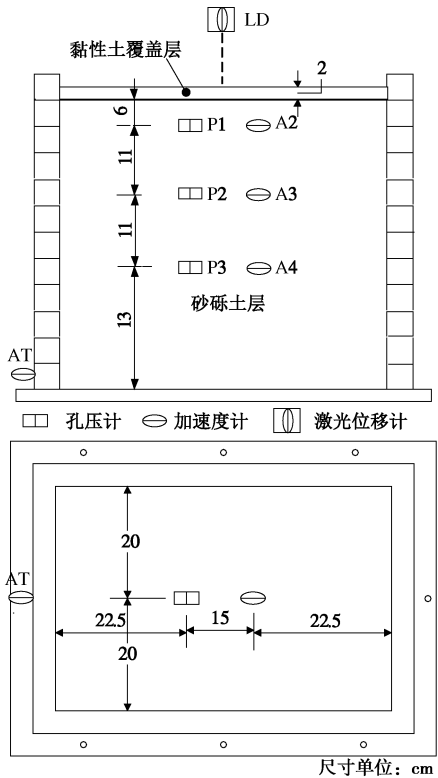 LD
黏性土覆盖层
2
6
P1 A2
11
P2 A3
11
P3 A4
砂砾土层
13
AT
孔压计 加速度计 激光位移计
20
AT
22.5 15 22.5
20
尺寸单位：cm